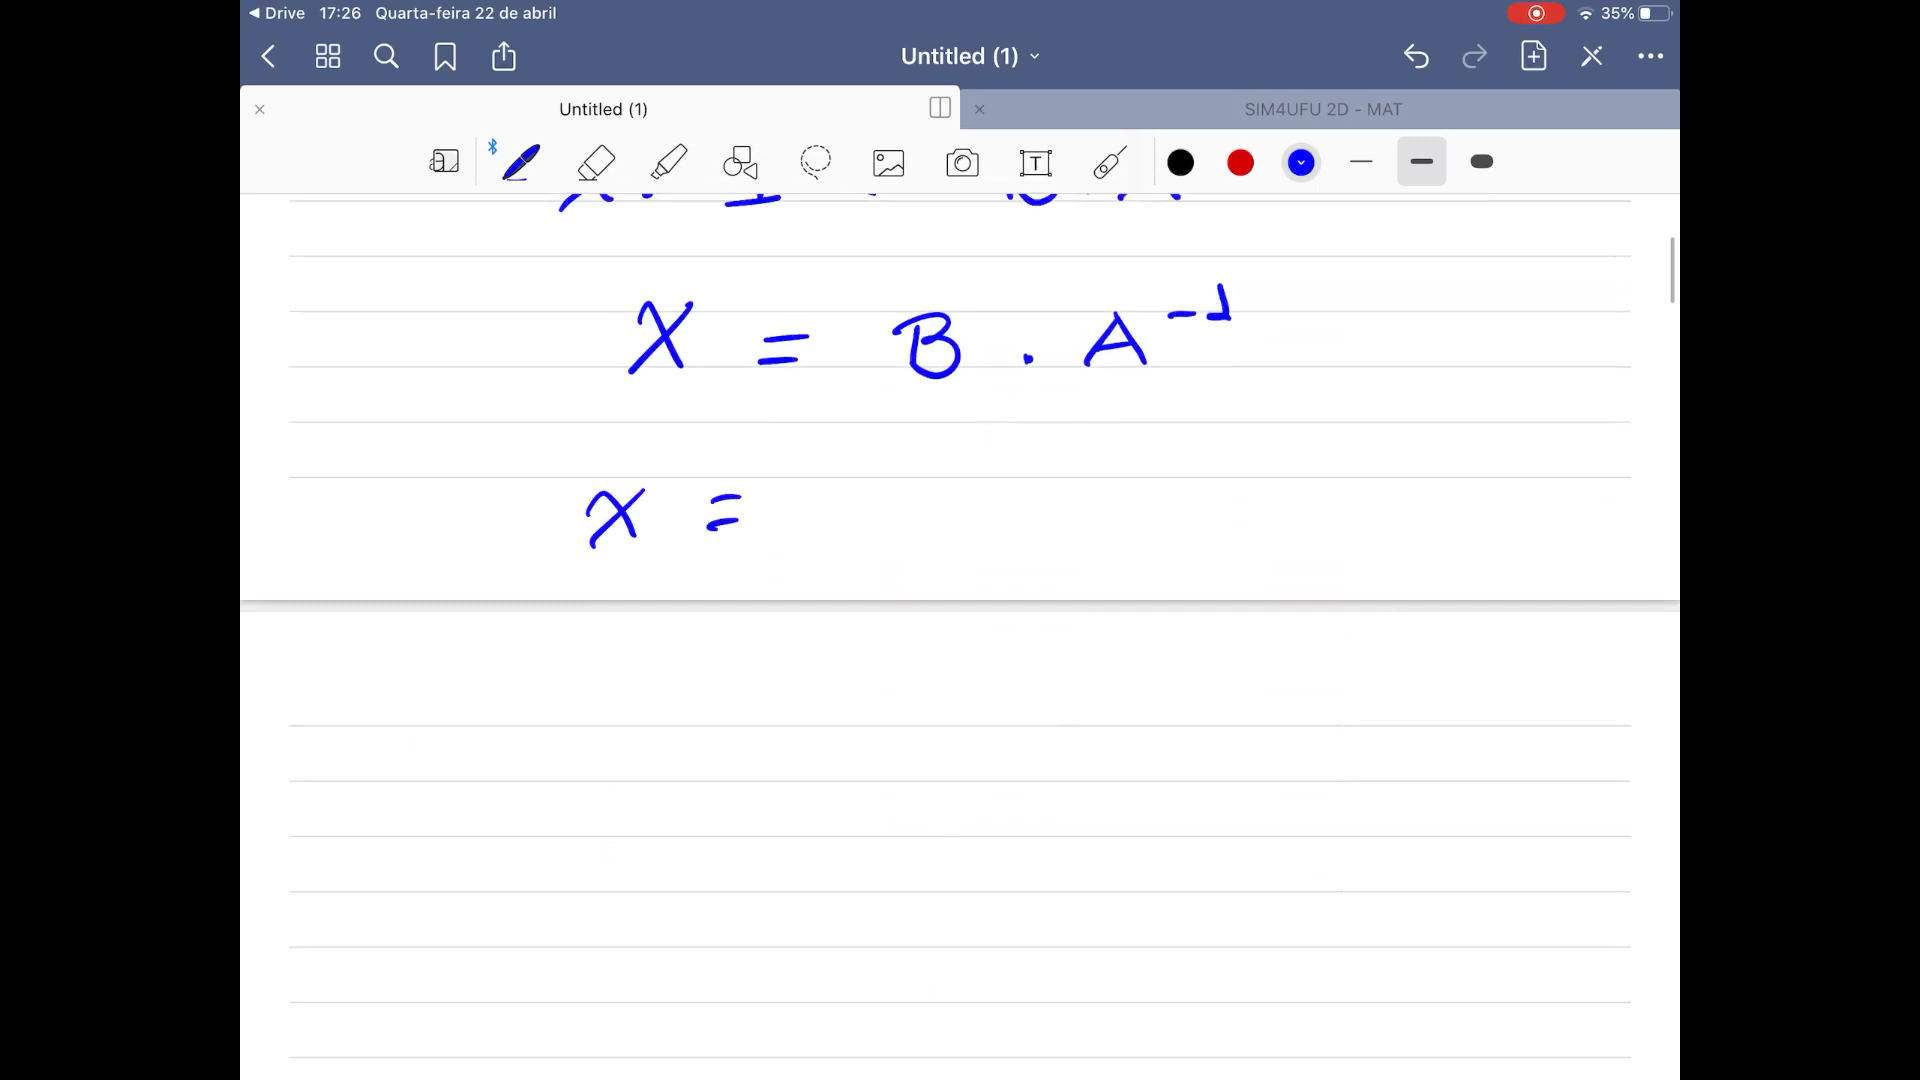 Drive 17:26 Quarta-feira 22 de abril 35%
Untitled (1)
Untitled (1) SIM4UFU 2D - MAT
X = B . A⁻¹
X =